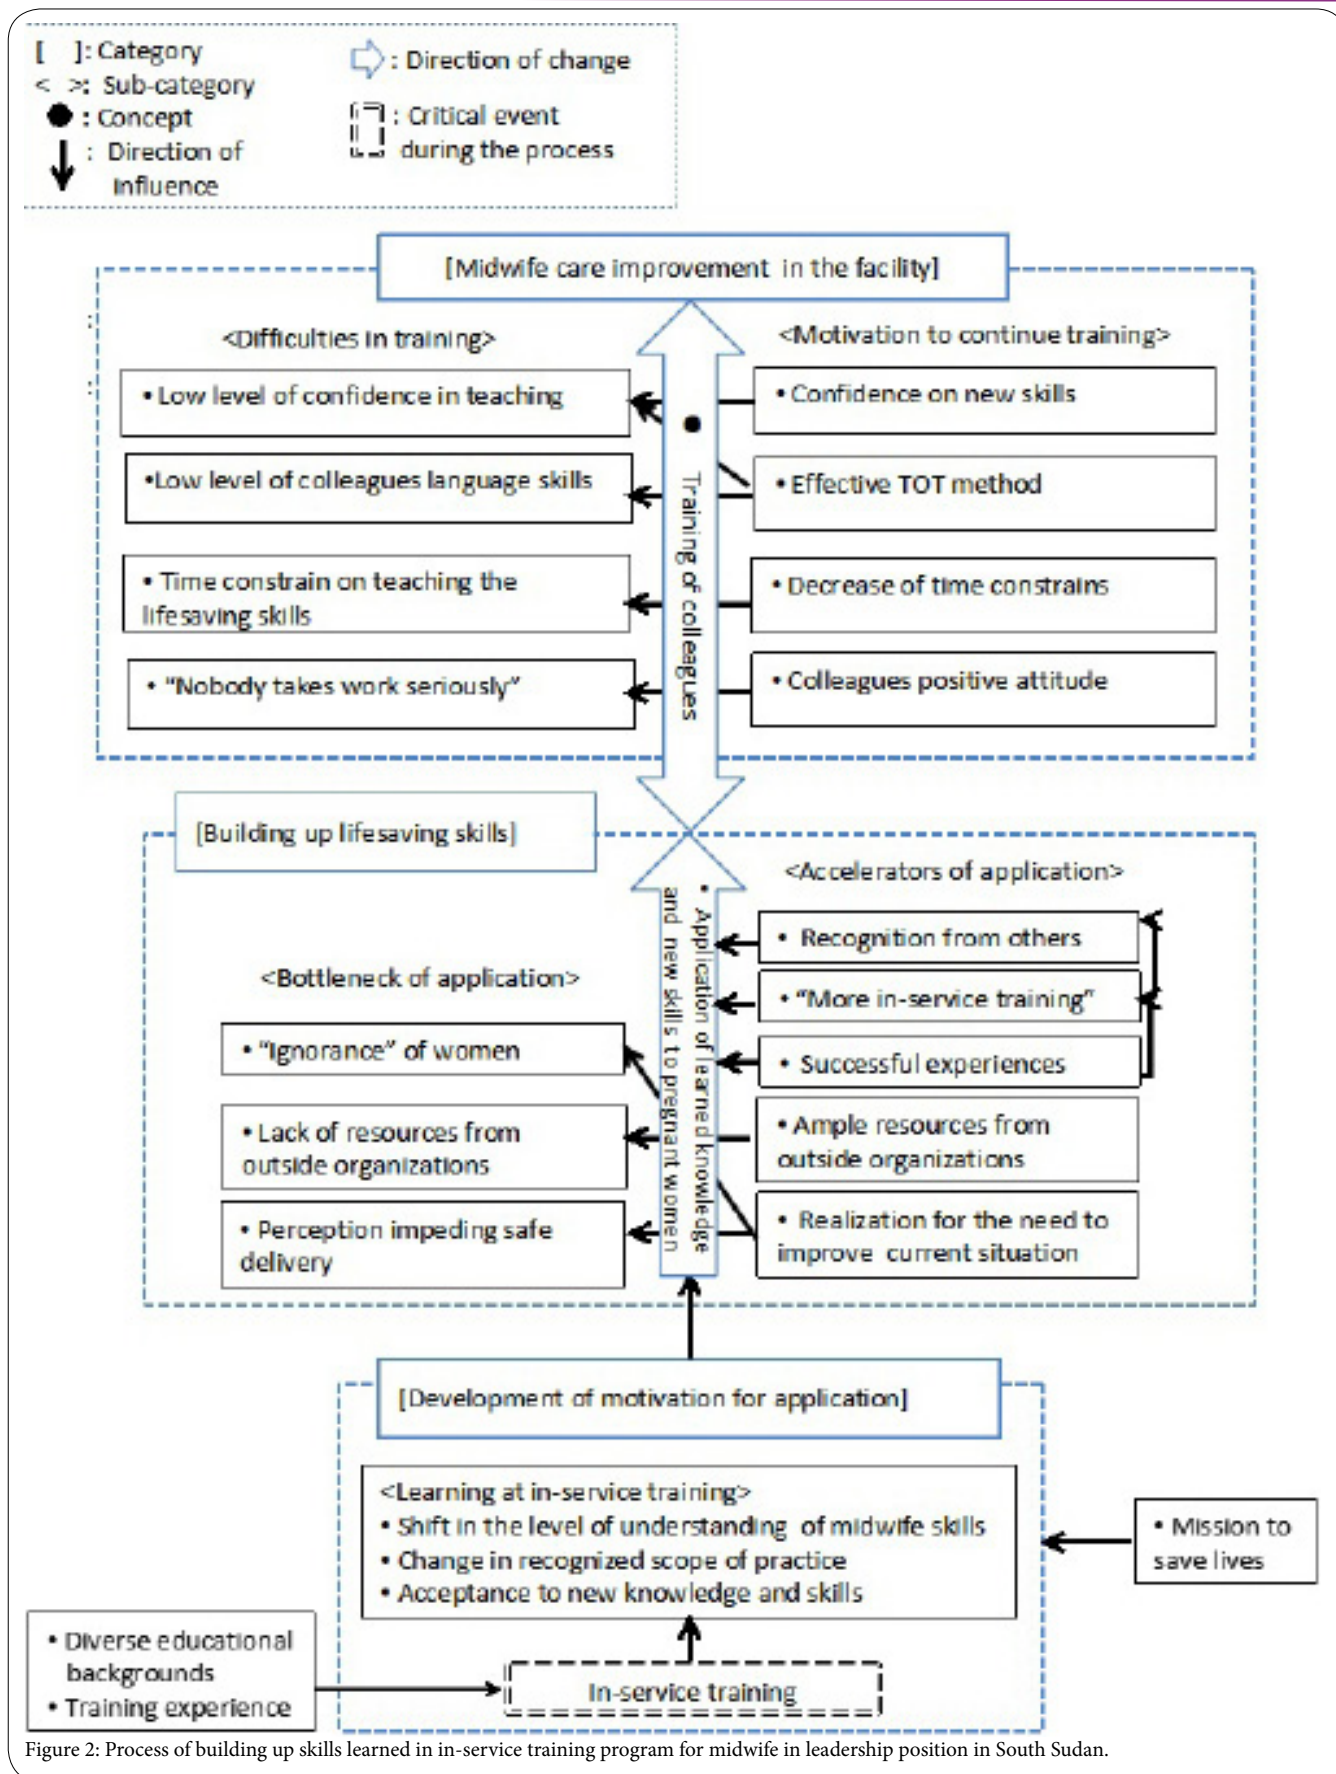 [ ]: Category
< >: Sub-category
● : Concept
: Direction of
influence
: Direction of change
: Critical event
during the process
[Midwife care improvement in the facility]
:
:
<Difficulties in training>
• Low level of confidence in teaching
•Low level of colleagues language skills
• Time constrain on teaching the
lifesaving skills
• “Nobody takes work seriously”
● Training of colleagues
<Motivation to continue training>
• Confidence on new skills
• Effective TOT method
• Decrease of time constrains
• Colleagues positive attitude
[Building up lifesaving skills]
<Bottleneck of application>
• “Ignorance” of women
• Lack of resources from
outside organizations
• Perception impeding safe
delivery
• Application of learned knowledge
and new skills to pregnant women
<Accelerators of application>
• Recognition from others
• “More in-service training”
• Successful experiences
• Ample resources from
outside organizations
• Realization for the need to
improve current situation
[Development of motivation for application]
<Learning at in-service training>
• Shift in the level of understanding of midwife skills
• Change in recognized scope of practice
• Acceptance to new knowledge and skills
• Mission to
save lives
• Diverse educational
backgrounds
• Training experience
In-service training
Figure 2: Process of building up skills learned in in-service training program for midwife in leadership position in South Sudan.